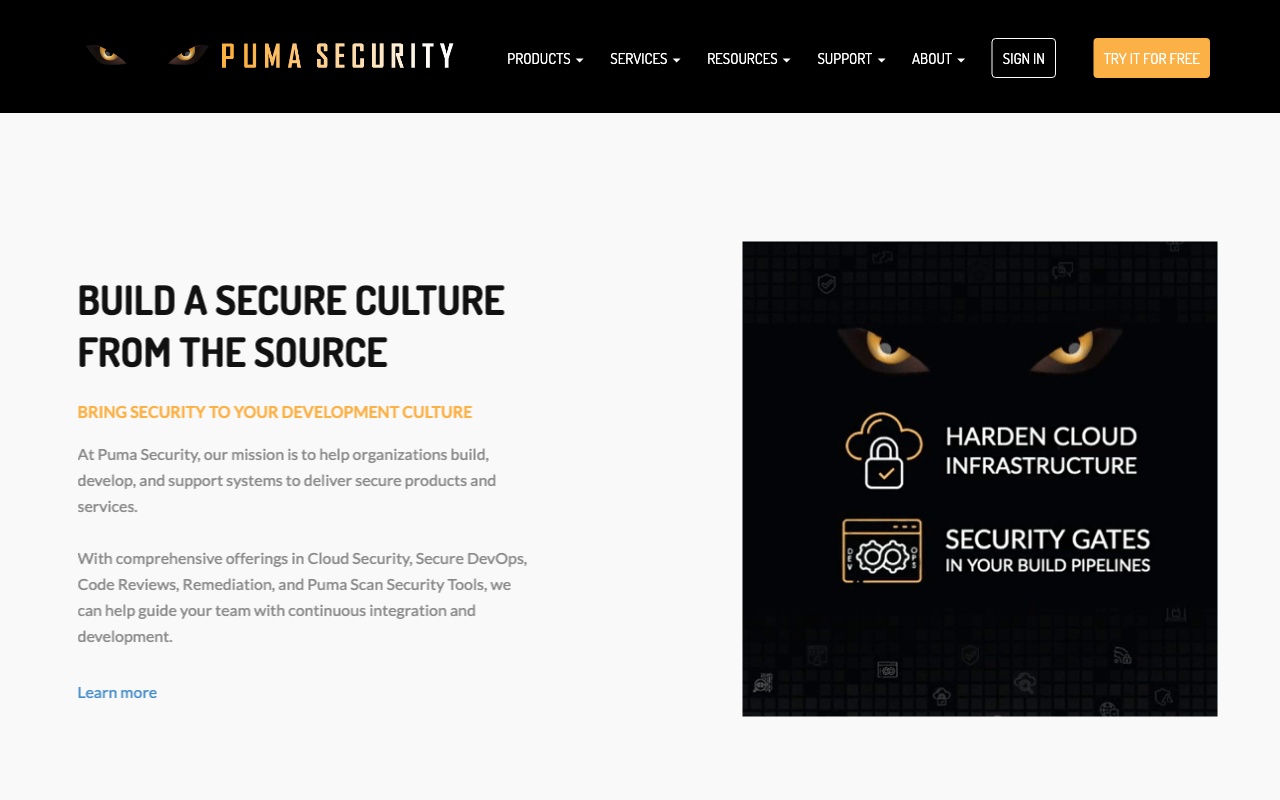 PUMA SECURITY
PRODUCTS
SERVICES
RESOURCES
SUPPORT
ABOUT
SIGN IN
TRY IT FOR FREE
BUILD A SECURE CULTURE
FROM THE SOURCE
BRING SECURITY TO YOUR DEVELOPMENT CULTURE
At Puma Security, our mission is to help organizations build,
develop, and support systems to deliver secure products and
services.
With comprehensive offerings in Cloud Security, Secure DevOps,
Code Reviews, Remediation, and Puma Scan Security Tools, we
can help guide your team with continuous integration and
development.
Learn more
HARDEN CLOUD
INFRASTRUCTURE
DEV
OPS
SECURITY GATES
IN YOUR BUILD PIPELINES